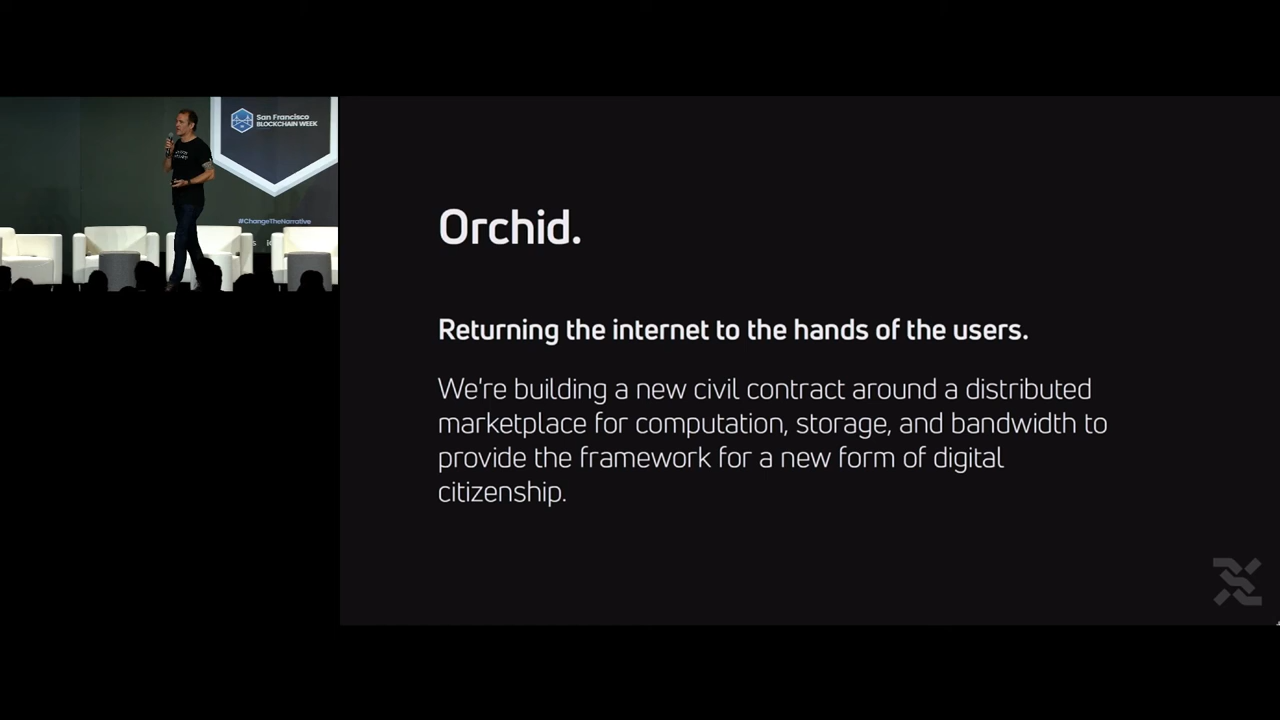 San Francisco
BLOCKCHAIN WEEK
#ChangeTheNarrative
Orchid.
Returning the internet to the hands of the users.
We're building a new civil contract around a distributed
marketplace for computation, storage, and bandwidth to
provide the framework for a new form of digital
citizenship.